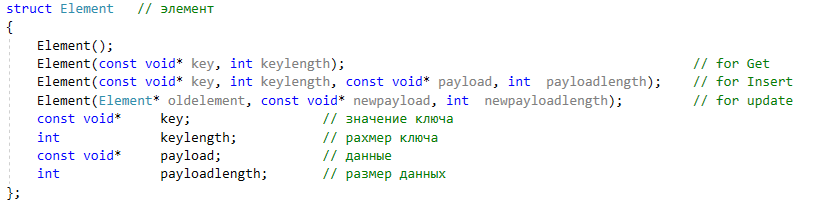 struct Element   // элемент
{
    Element();
    Element(const void* key, int keylength);                                             // for Get
    Element(const void* key, int keylength, const void* payload, int  payloadlength);    // for Insert
    Element(Element* oldelement, const void* newpayload, int  newpayloadlength);         // for update
    const void*     key;                // значение ключа
    int             keylength;          // рахмер ключа
    const void*     payload;            // данные
    int             payloadlength;      // размер данных
};